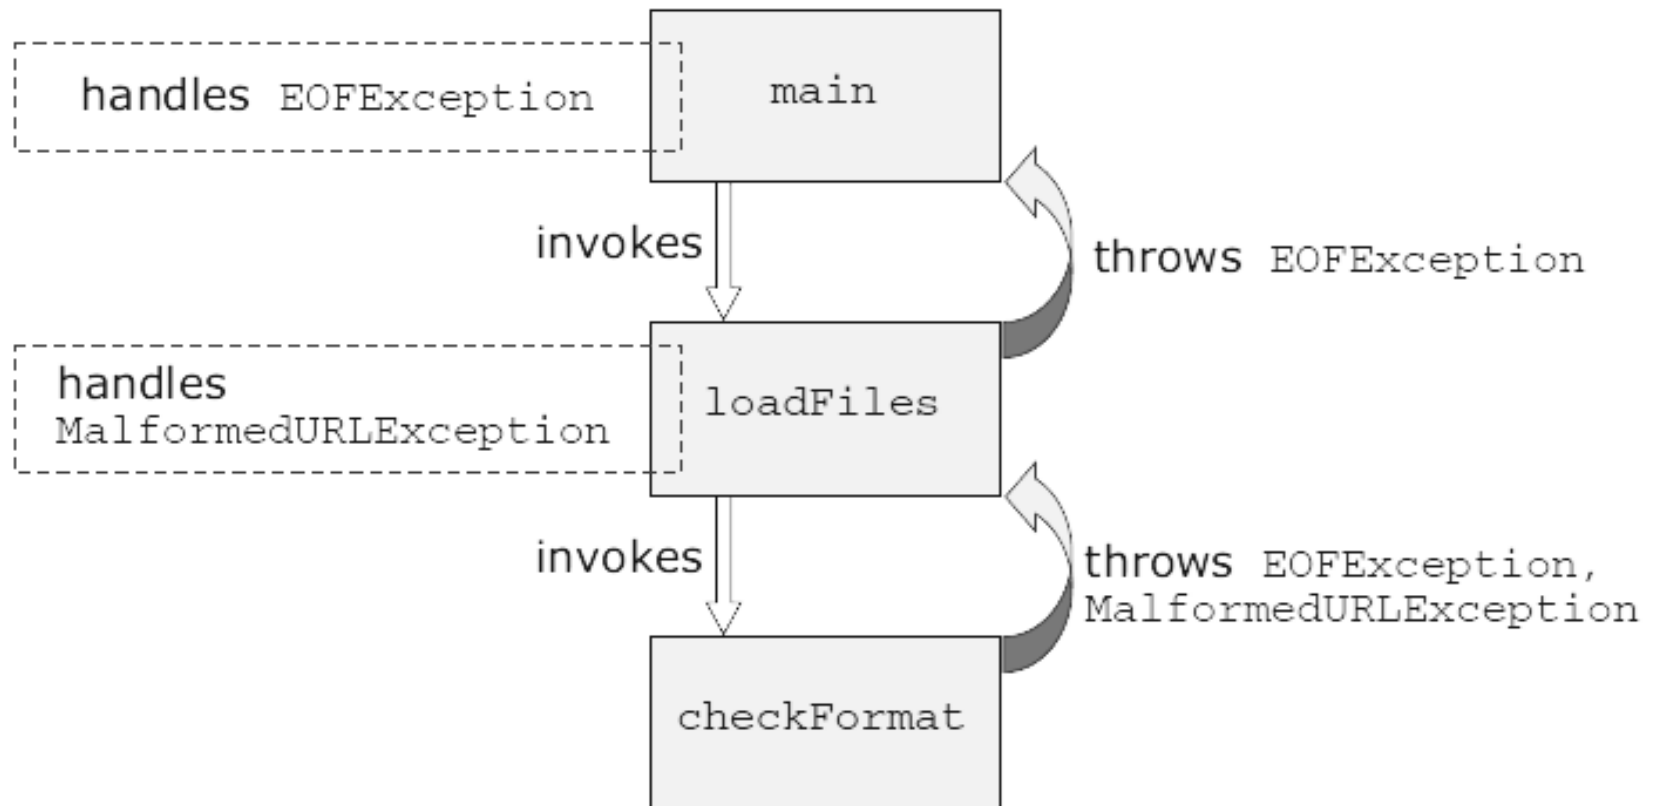 handles EOFException
main
invokes
throws EOFException
handles
MalformedURLException
loadFiles
invokes
throws EOFException,
MalformedURLException
checkFormat